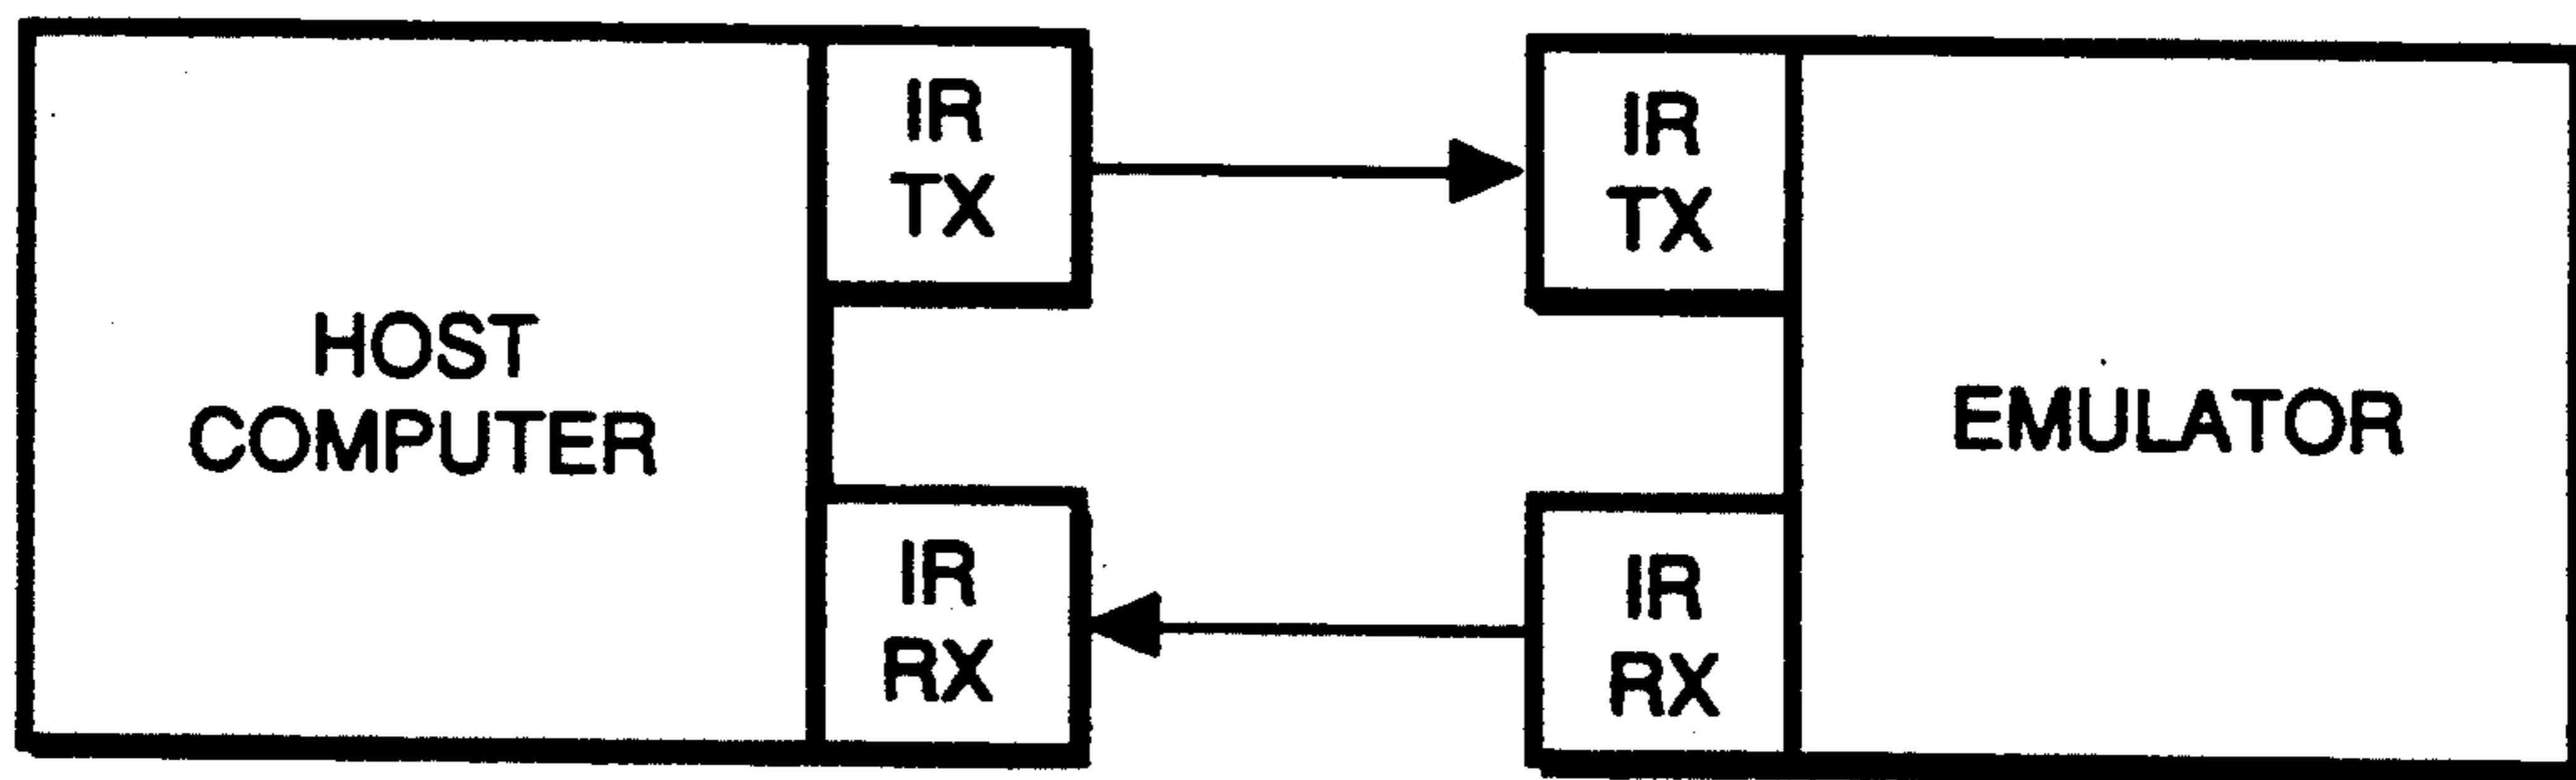 HOST
COMPUTER
IR
TX
IR
RX
IR
TX
IR
RX
EMULATOR